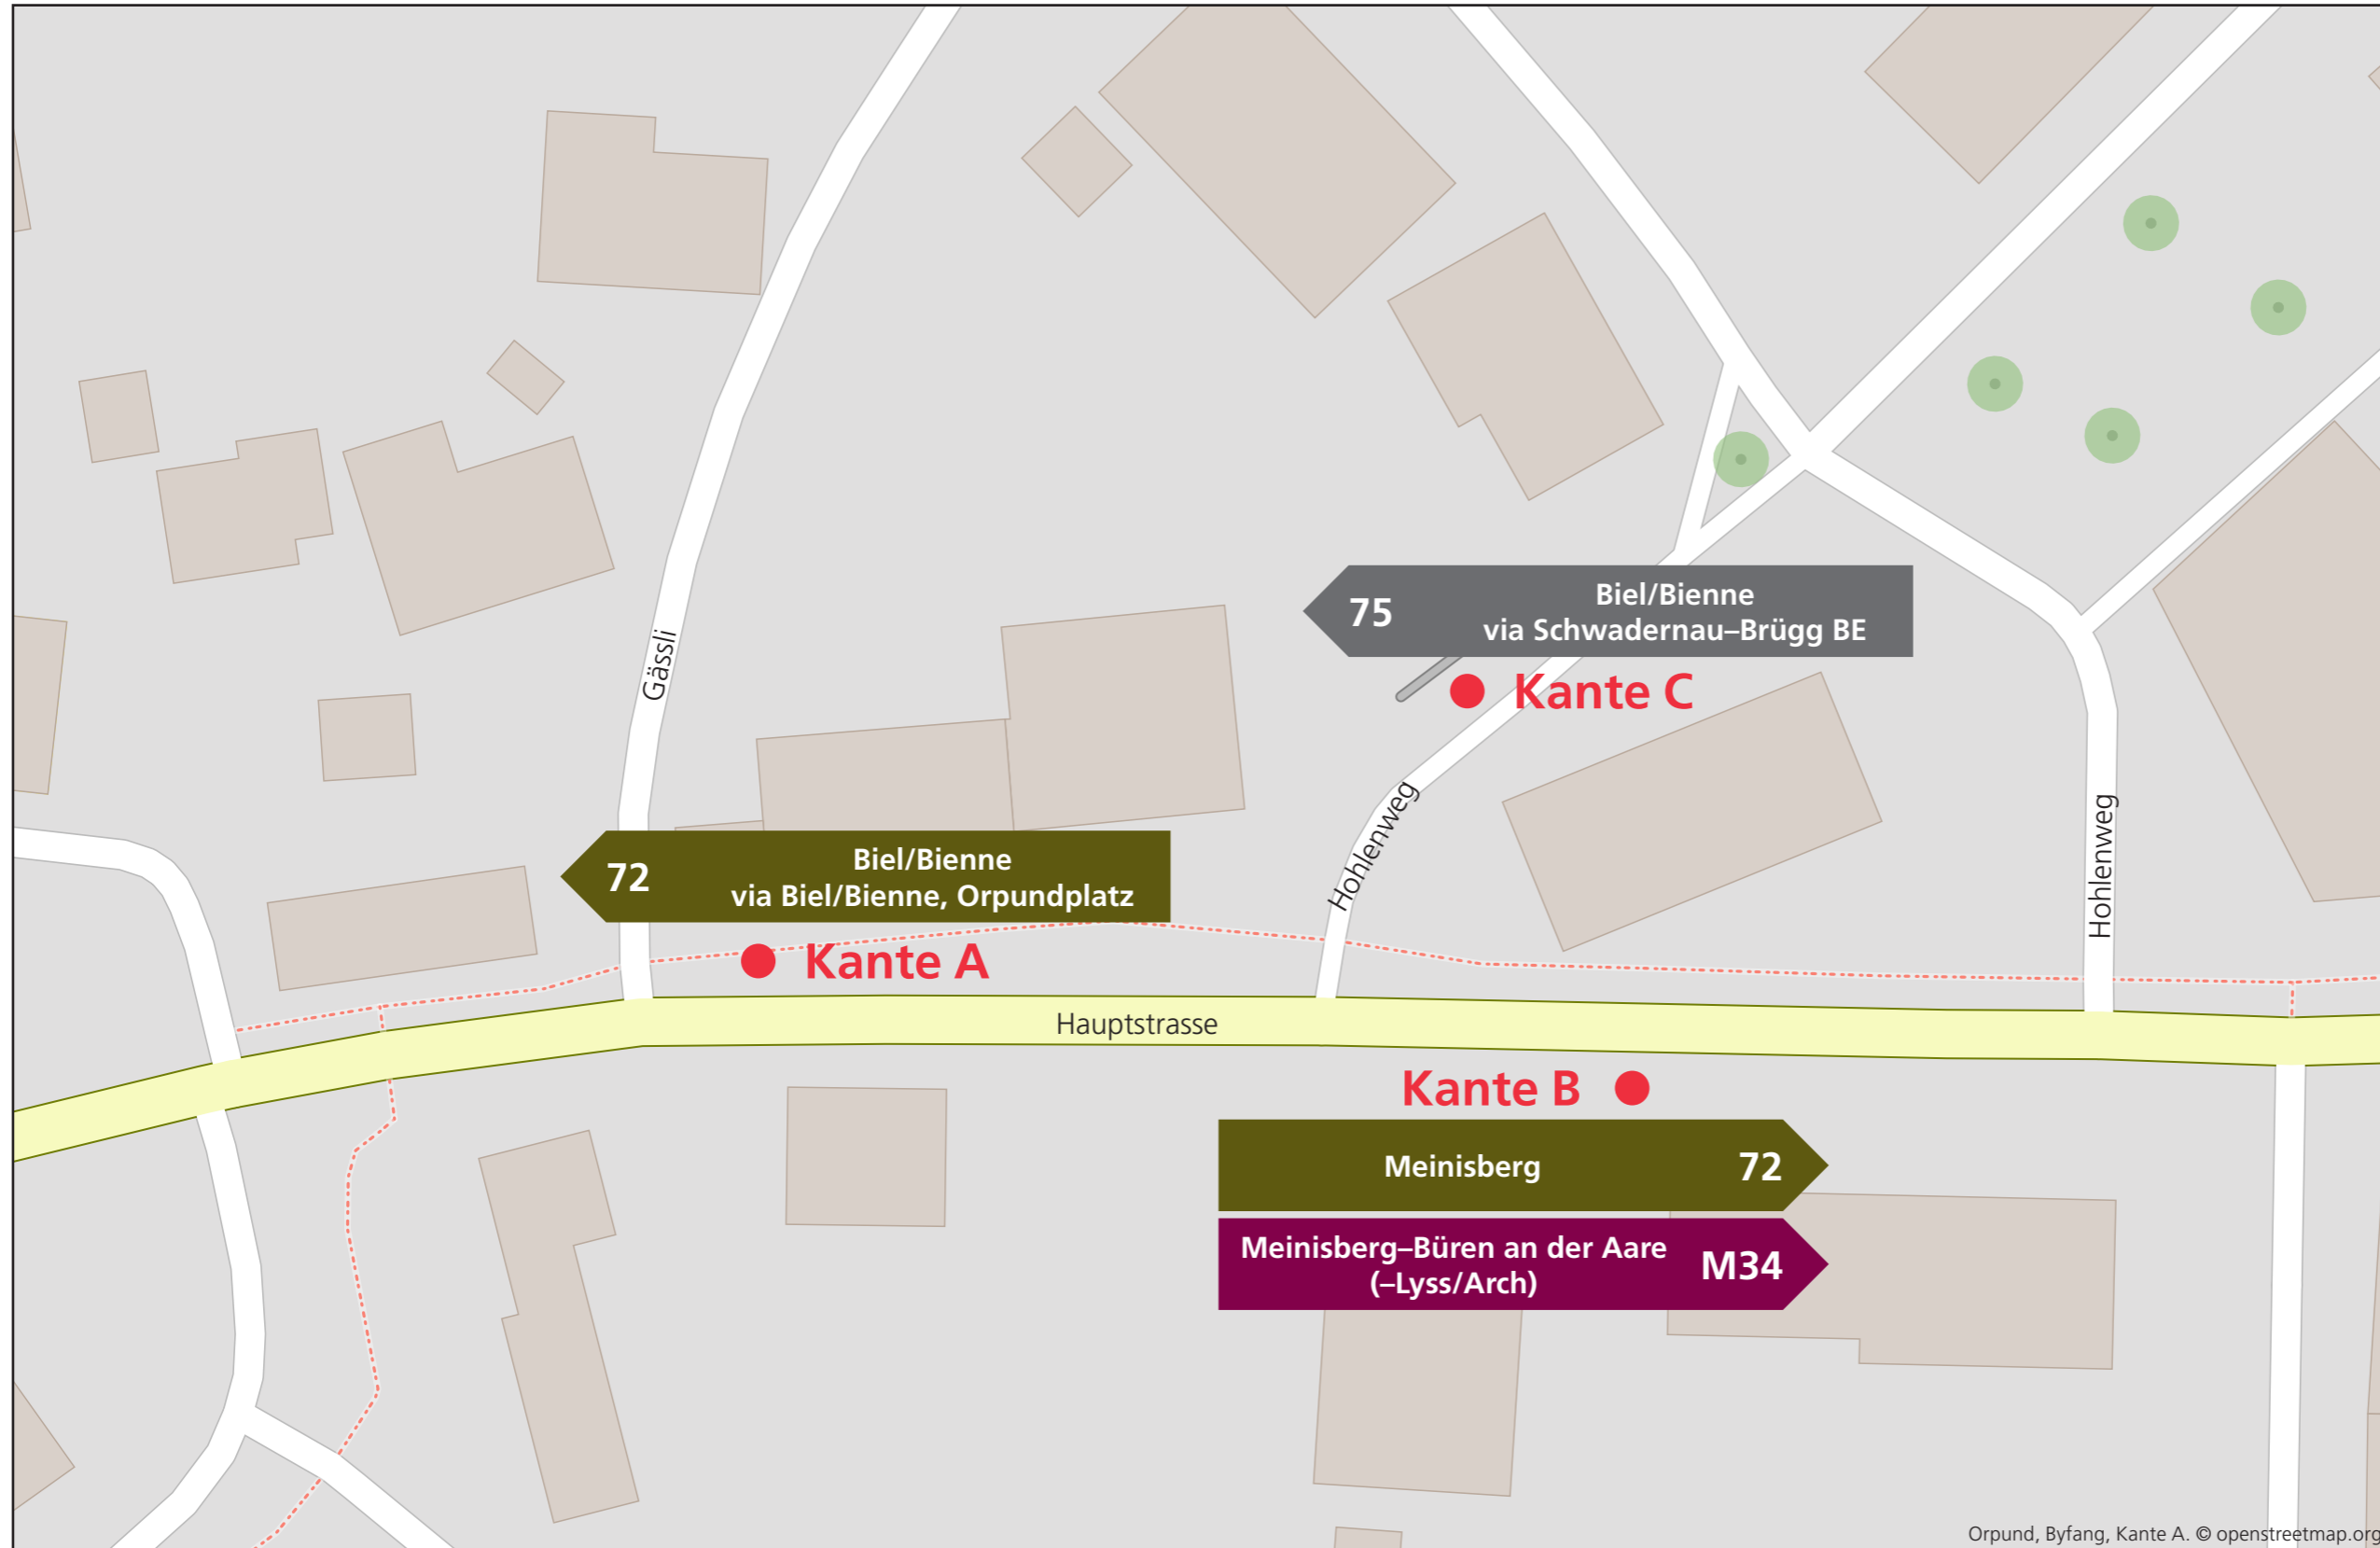 75
Biel/Bienne
via Schwadernau–Brügg BE
Kante C
Gässli
Hohlenweg
Hohlenweg
72
Biel/Bienne
via Biel/Bienne, Orpundplatz
Kante A
Hauptstrasse
Kante B
Meinisberg
72
Meinisberg–Büren an der Aare
(–Lyss/Arch)
M34
Orpund, Byfang, Kante A. © openstreetmap.org